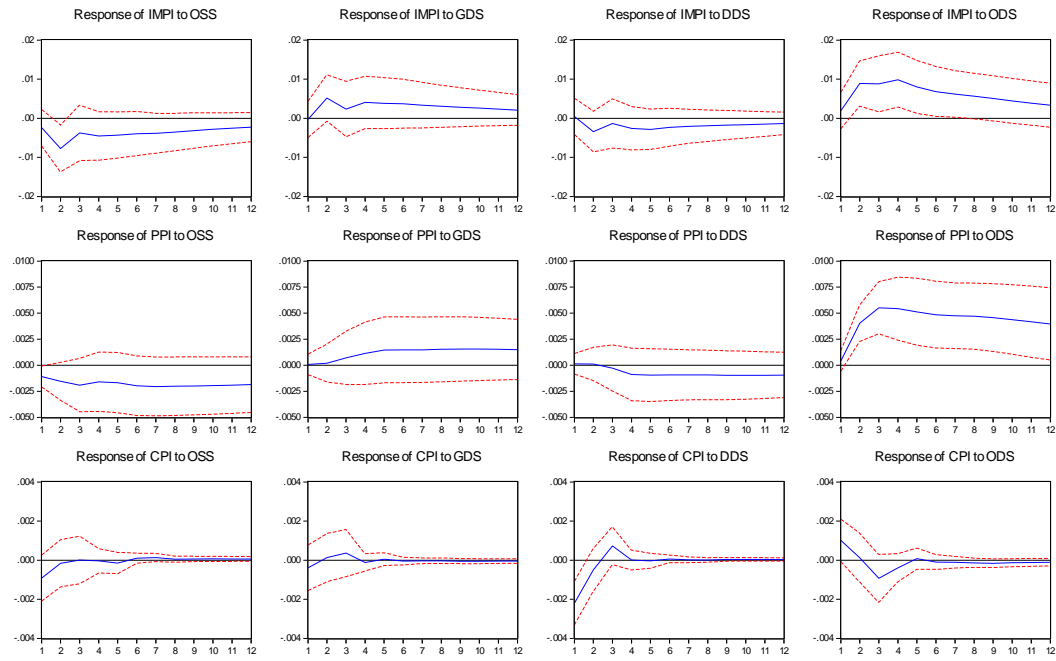 Response of IMPI to OSS
.02
.01
.00
-.01
-.02
1 2 3 4 5 6 7 8 9 10 11 12
Response of IMPI to GDS
.02
.01
.00
-.01
-.02
1 2 3 4 5 6 7 8 9 10 11 12
Response of IMPI to DDS
.02
.01
.00
-.01
-.02
1 2 3 4 5 6 7 8 9 10 11 12
Response of IMPI to ODS
.02
.01
.00
-.01
-.02
1 2 3 4 5 6 7 8 9 10 11 12
Response of PPI to OSS
.0100
.0075
.0050
.0025
.0000
-.0025
-.0050
1 2 3 4 5 6 7 8 9 10 11 12
Response of PPI to GDS
.0100
.0075
.0050
.0025
.0000
-.0025
-.0050
1 2 3 4 5 6 7 8 9 10 11 12
Response of PPI to DDS
.0100
.0075
.0050
.0025
.0000
-.0025
-.0050
1 2 3 4 5 6 7 8 9 10 11 12
Response of PPI to ODS
.0100
.0075
.0050
.0025
.0000
-.0025
-.0050
1 2 3 4 5 6 7 8 9 10 11 12
Response of CPI to OSS
.004
.002
.000
-.002
-.004
1 2 3 4 5 6 7 8 9 10 11 12
Response of CPI to GDS
.004
.002
.000
-.002
-.004
1 2 3 4 5 6 7 8 9 10 11 12
Response of CPI to DDS
.004
.002
.000
-.002
-.004
1 2 3 4 5 6 7 8 9 10 11 12
Response of CPI to ODS
.004
.002
.000
-.002
-.004
1 2 3 4 5 6 7 8 9 10 11 12